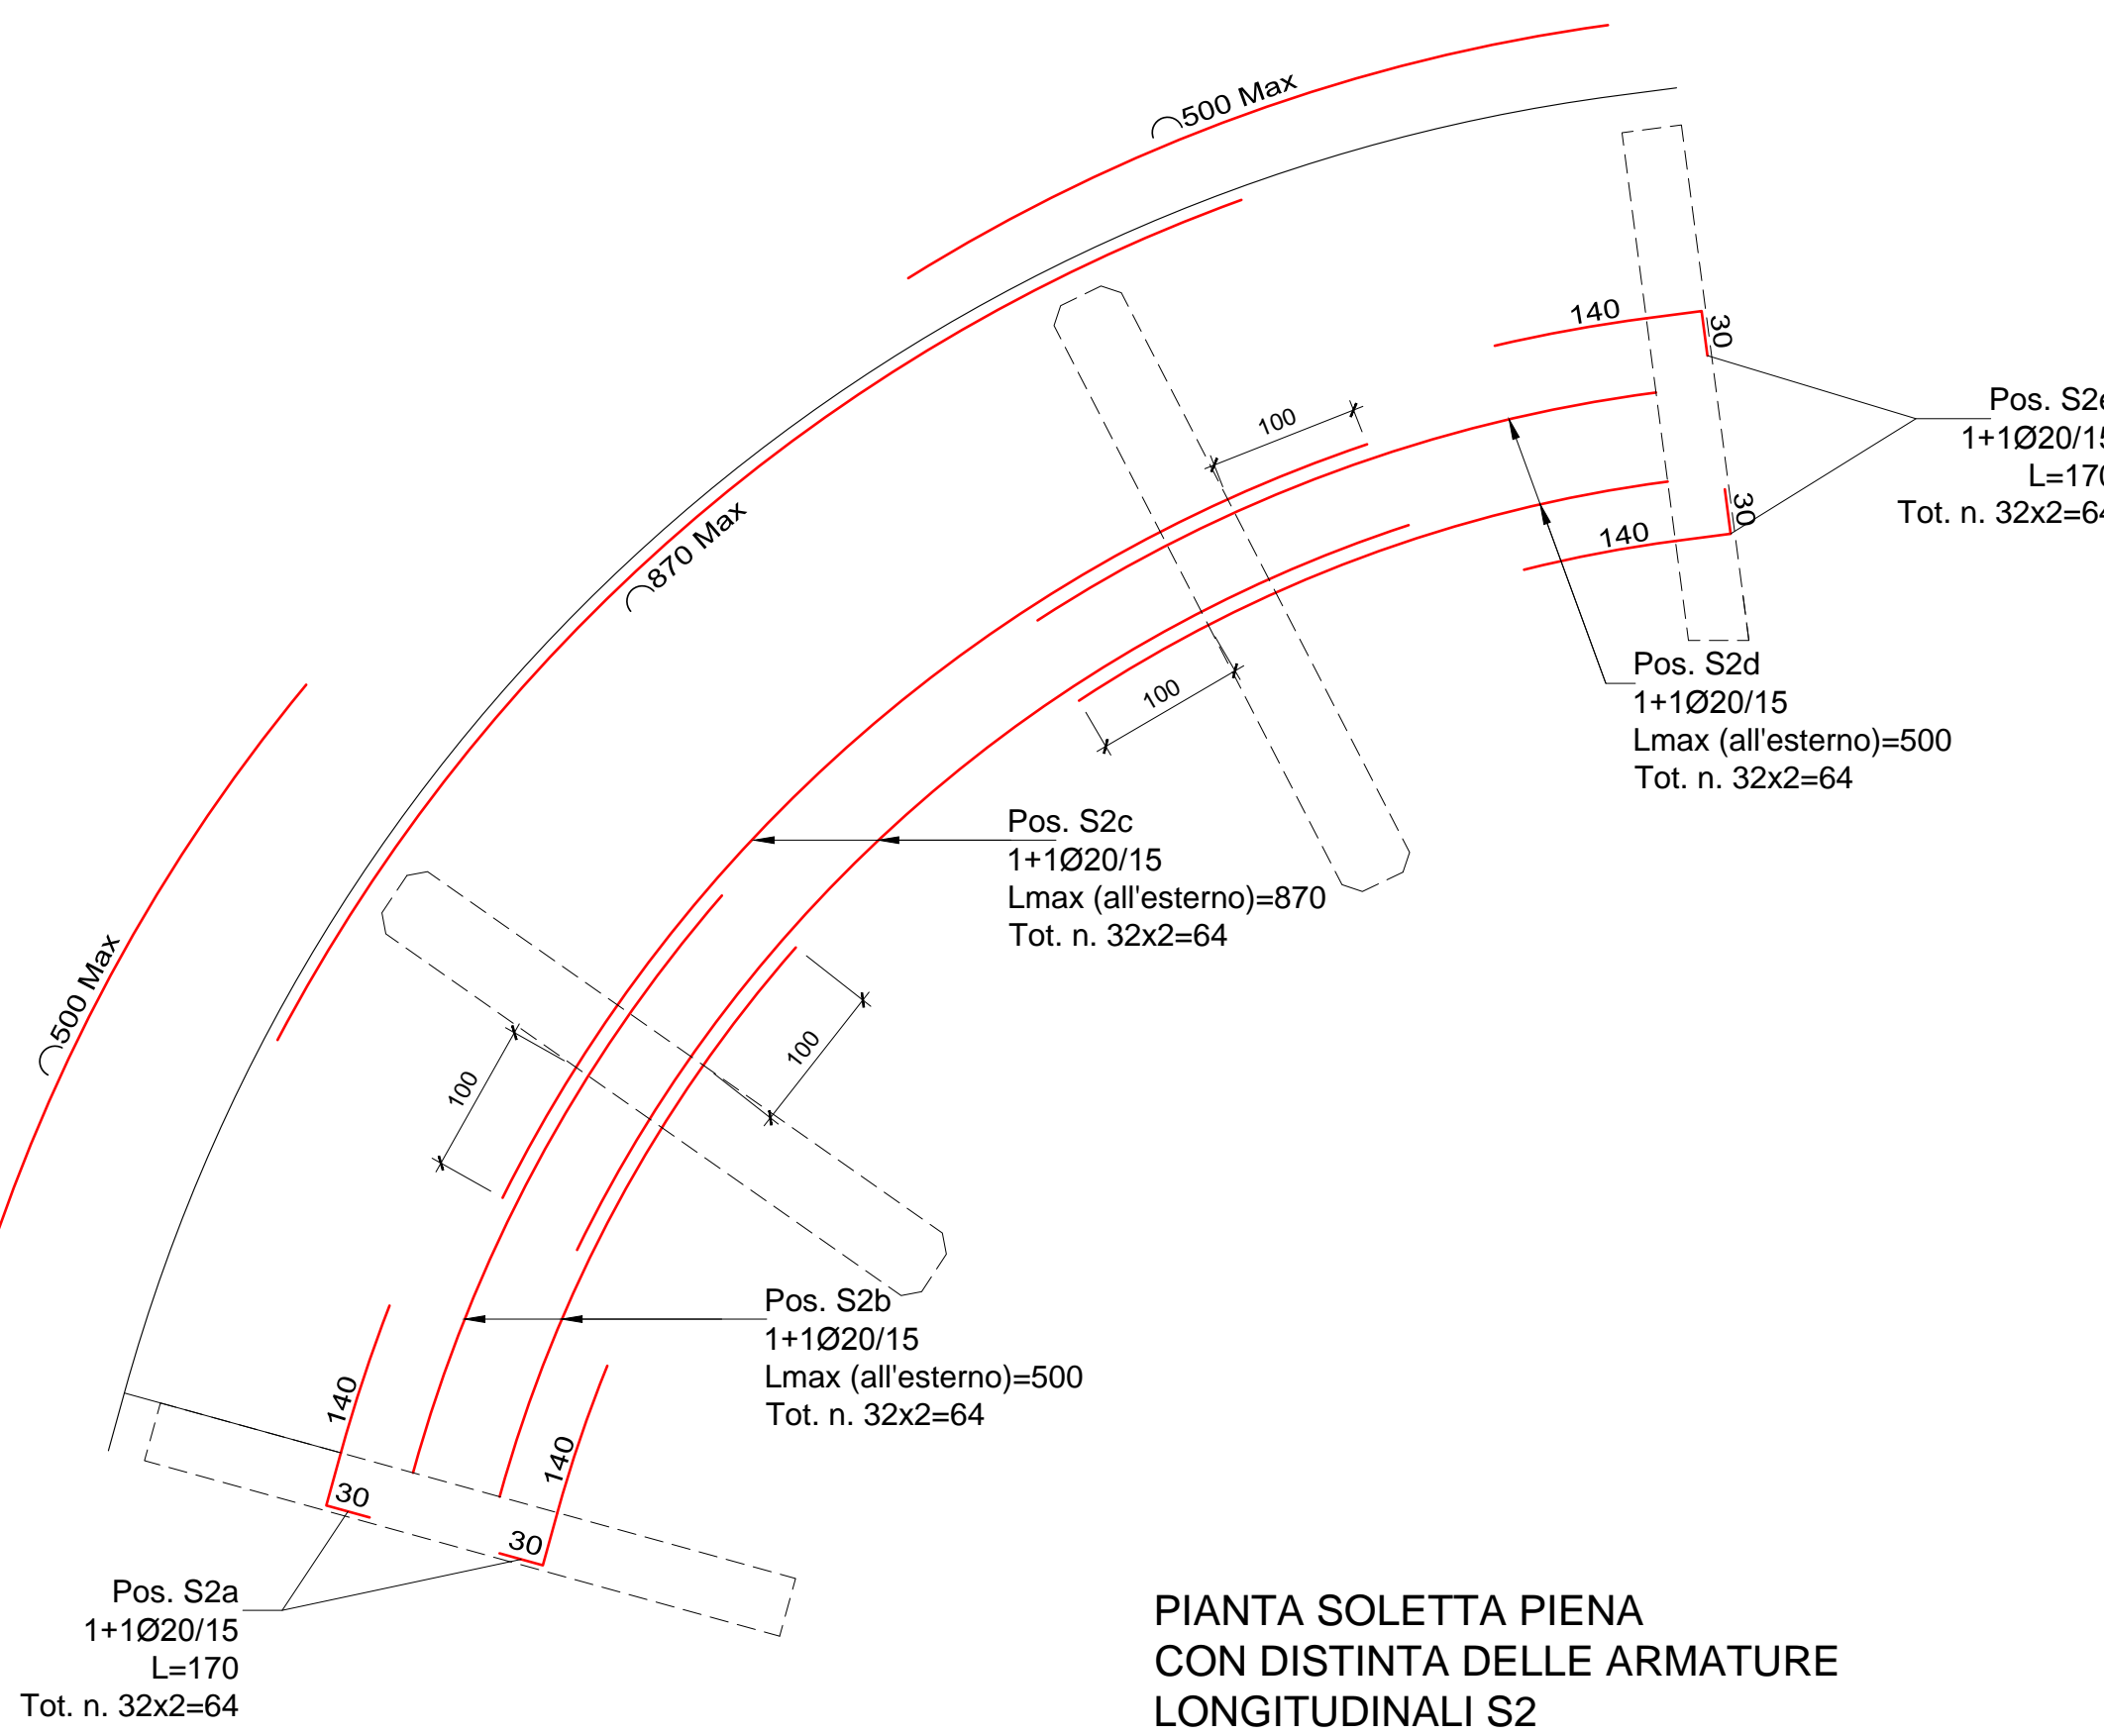 ◠500 Max
140
30
Pos. S2e
1+1Ø20/15
L=170
Tot. n. 32x2=64
100
30
140
◠870 Max
100
Pos. S2d
1+1Ø20/15
Lmax (all'esterno)=500
Tot. n. 32x2=64
Pos. S2c
1+1Ø20/15
Lmax (all'esterno)=870
Tot. n. 32x2=64
◠500 Max
100
100
Pos. S2b
1+1Ø20/15
Lmax (all'esterno)=500
Tot. n. 32x2=64
140
140
30
30
Pos. S2a
1+1Ø20/15
L=170
Tot. n. 32x2=64
PIANTA SOLETTA PIENA
CON DISTINTA DELLE ARMATURE
LONGITUDINALI S2